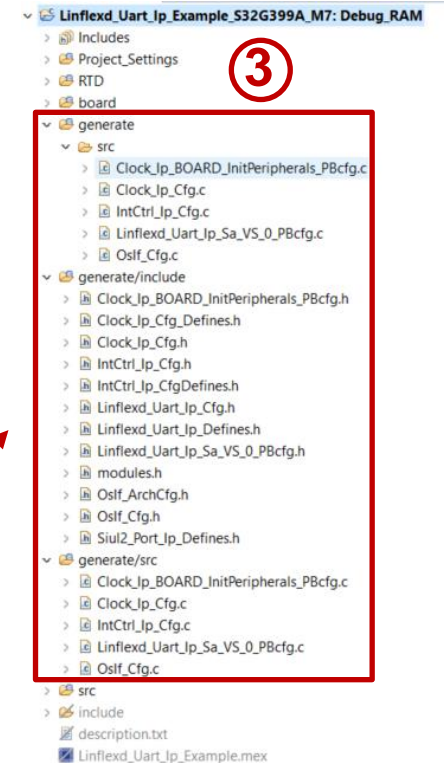 Linflexd_Uart_Ip_Example_S32G399A_M7: Debug_RAM
Includes
Project_Settings
③
RTD
board
generate
src
Clock_Ip_BOARD_InitPeripherals_PBcfg.c
Clock_Ip_Cfg.c
IntCtrl_Ip_Cfg.c
Linflexd_Uart_Ip_Sa_VS_0_PBcfg.c
OsIf_Cfg.c
generate/include
Clock_Ip_BOARD_InitPeripherals_PBcfg.h
Clock_Ip_Cfg_Defines.h
Clock_Ip_Cfg.h
IntCtrl_Ip_Cfg.h
IntCtrl_Ip_CfgDefines.h
Linflexd_Uart_Ip_Cfg.h
Linflexd_Uart_Ip_Defines.h
Linflexd_Uart_Ip_Sa_VS_0_PBcfg.h
modules.h
OsIf_ArchCfg.h
OsIf_Cfg.h
Siul2_Port_Ip_Defines.h
generate/src
Clock_Ip_BOARD_InitPeripherals_PBcfg.c
Clock_Ip_Cfg.c
IntCtrl_Ip_Cfg.c
Linflexd_Uart_Ip_Sa_VS_0_PBcfg.c
OsIf_Cfg.c
src
include
description.txt
Linflexd_Uart_Ip_Example.mex